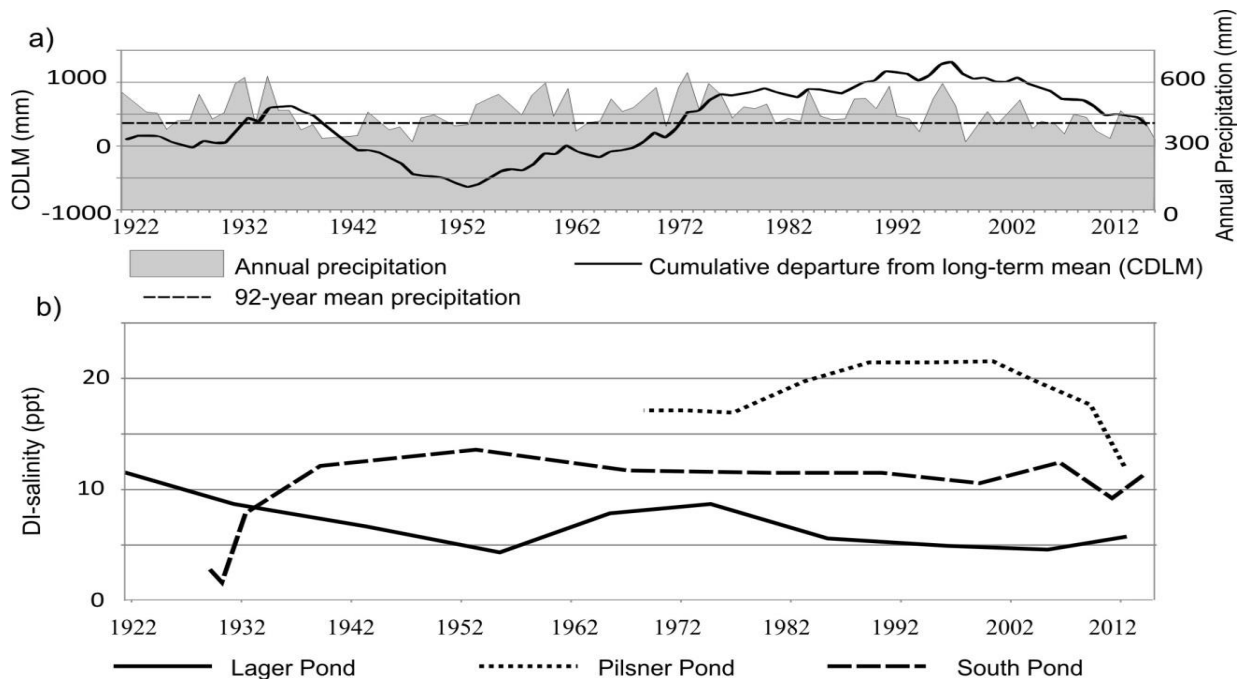 a)
CDLM (mm)
1000
0
-1000
600
300
0
Annual Precipitation (mm)
1922 1932 1942 1952 1962 1972 1982 1992 2002 2012
Annual precipitation
Cumulative departure from long-term mean (CDLM)
92-year mean precipitation
b)
DI-salinity (ppt)
20
10
0
1922 1932 1942 1952 1962 1972 1982 1992 2002 2012
Lager Pond Pilsner Pond South Pond